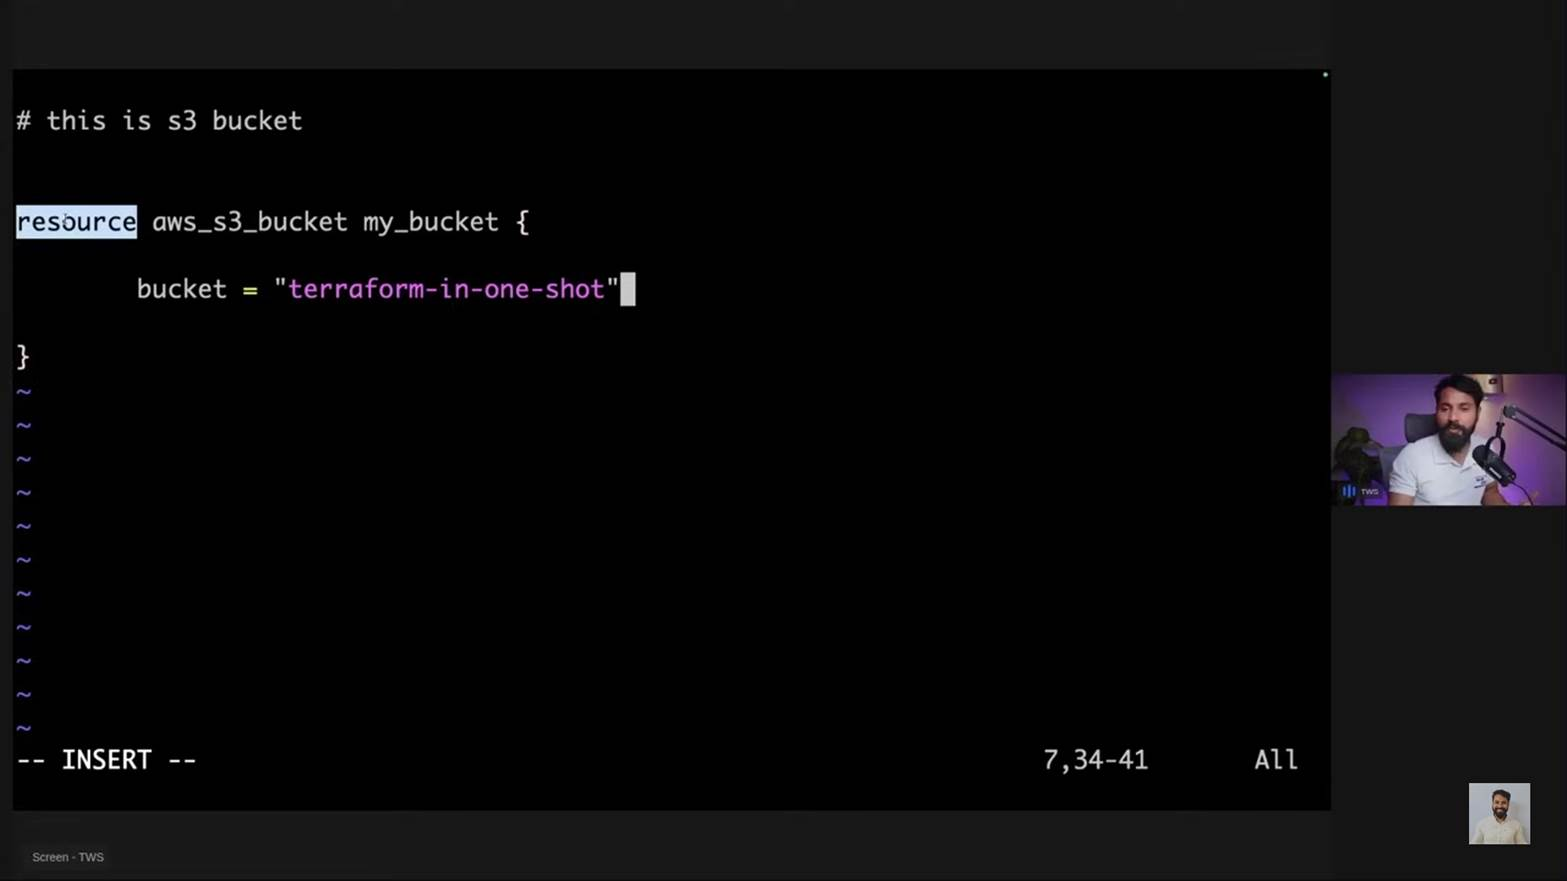 # this is s3 bucket
resource aws_s3_bucket my_bucket {
bucket = "terraform-in-one-shot"
}
~
~
~
~
~
~
~
~
~
~
~
-- INSERT -- 7,34-41 All
TWS
Screen - TWS